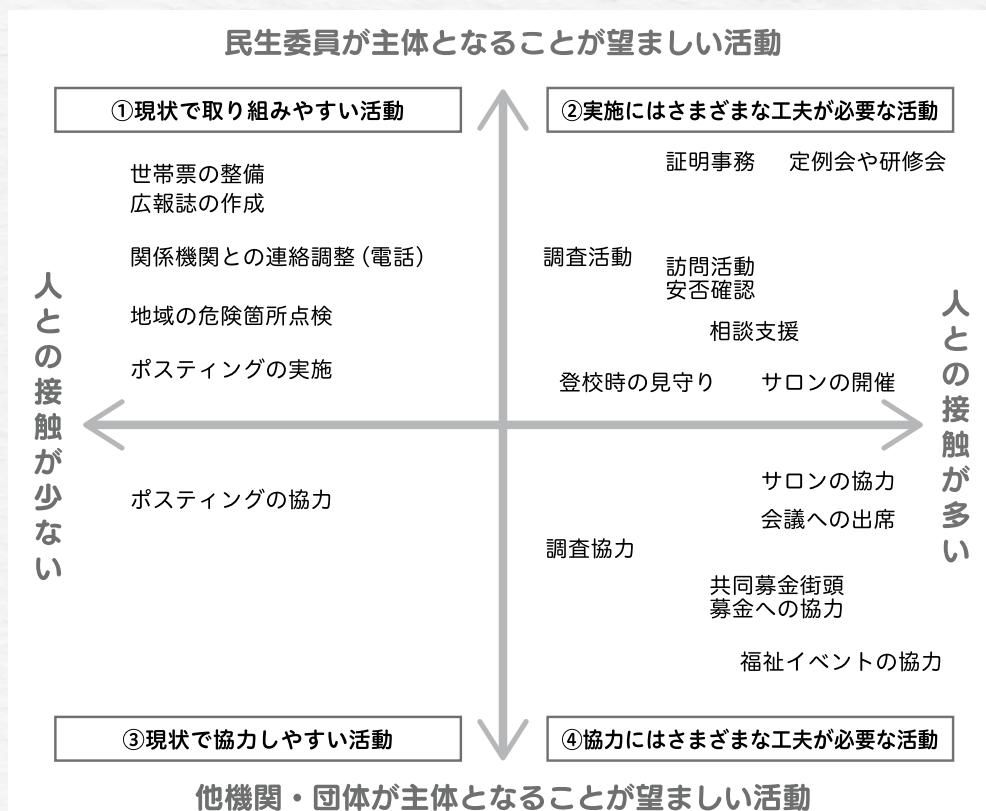 民生委員が主体となることが望ましい活動
①現状で取り組みやすい活動
②実施にはさまざまな工夫が必要な活動
世帯票の整備
広報誌の作成
関係機関との連絡調整（電話）
地域の危険箇所点検
ポスティングの実施
証明事務
定例会や研修会
調査活動
訪問活動
安否確認
相談支援
登校時の見守り
サロンの開催
人との接触が少ない
人との接触が多い
ポスティングの協力
サロンの協力
会議への出席
調査協力
共同募金街頭
募金への協力
福祉イベントの協力
③現状で協力しやすい活動
④協力にはさまざまな工夫が必要な活動
他機関・団体が主体となることが望ましい活動